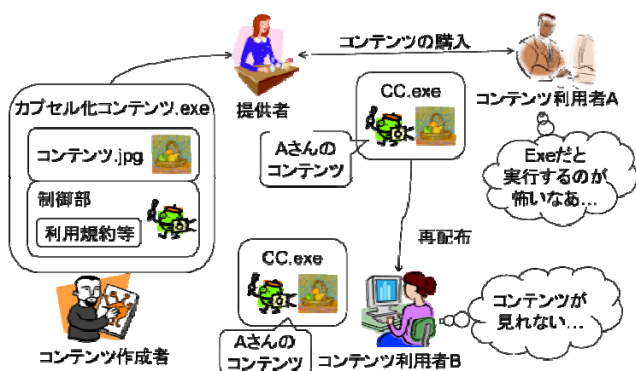 コンテンツの購入
提供者
コンテンツ利用者A
カプセル化コンテンツ.exe
コンテンツ.jpg
制御部
利用規約等
コンテンツ作成者
CC.exe
Aさんの
コンテンツ
Exeだと
実行するのが
怖いなあ…
再配布
CC.exe
Aさんの
コンテンツ
コンテンツ利用者B
コンテンツが
見れない…